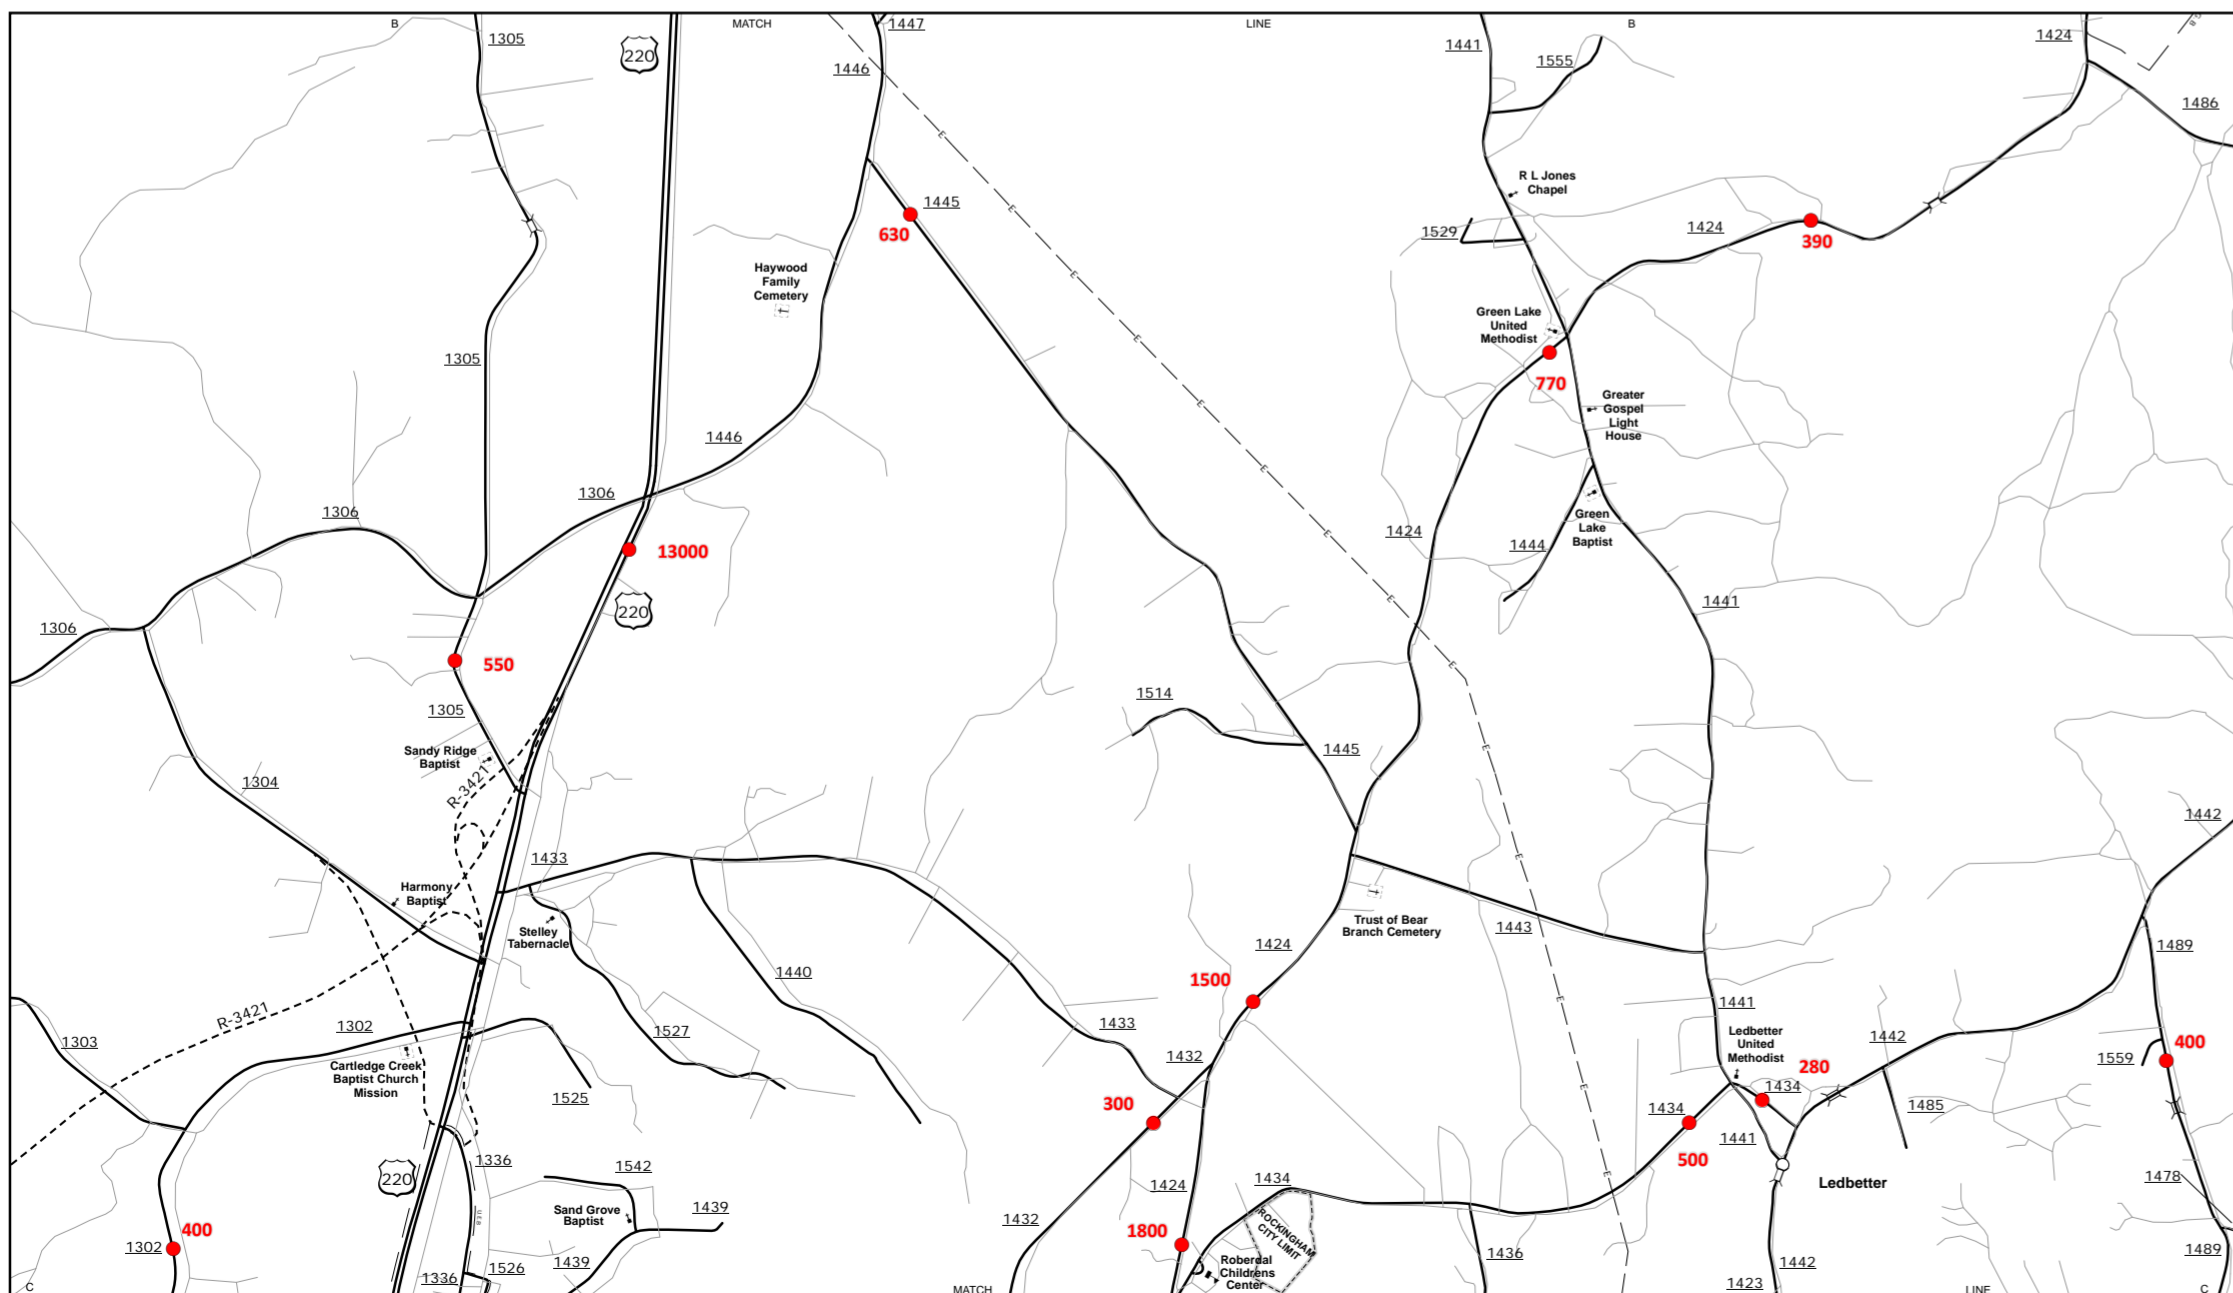 B
MATCH
LINE
B
1447
1305
220
1441
1424
1446
1555
1486
R L Jones
Chapel
1445
630
1529
1424
390
Haywood
Family
Cemetery
Green Lake
United
Methodist
1305
770
Greater
Gospel
Light
House
1446
1306
1306
13000
1424
Green
Lake
Baptist
1444
220
1441
1306
550
1305
1514
Sandy Ridge
Baptist
1445
R-3421
1304
1442
1433
Harmony
Baptist
Stelley
Tabernacle
Trust of Bear
Branch Cemetery
1443
1424
1489
1440
1500
1441
R-3421
1302
1303
1527
1433
1432
Ledbetter
United
Methodist
1442
400
1559
Cartledge Creek
Baptist Church
Mission
280
1434
1525
300
1434
1485
1441
500
1336
1542
220
1424
1434
Ledbetter
1478
1439
Sand Grove
Baptist
1432
400
1302
1800
ROCKINGHAM
CITY LIMIT
1436
1489
1439
1526
1336
Roberdal
Childrens
Center
1442
1423
C
MATCH
LINE
C
E
E
E
E
E
E
E
E
E
E
E
E
E